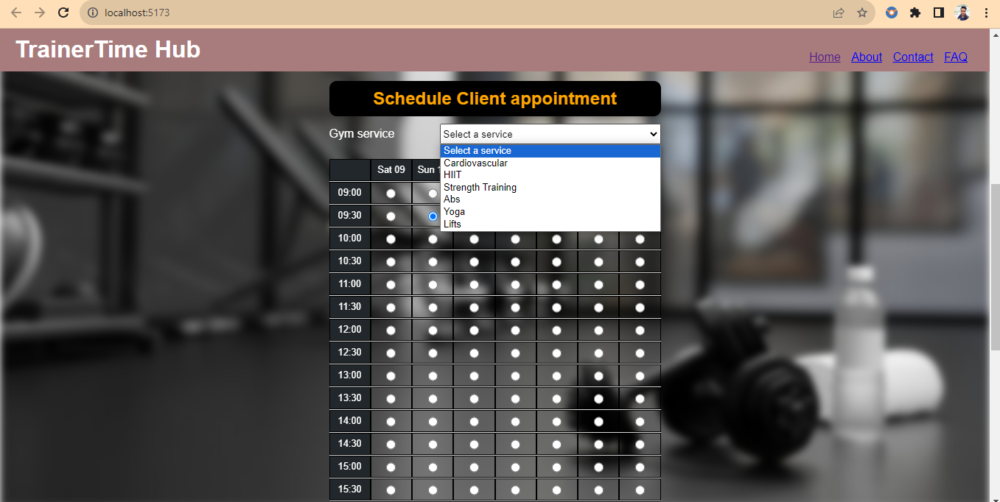 localhost:5173
TrainerTime Hub
Home About Contact FAQ
Schedule Client appointment
Gym service Select a service
Select a service
Cardiovascular
HIIT
Strength Training
Abs
Yoga
Lifts
Sat 09 Sun
09:00
09:30
10:00
10:30
11:00
11:30
12:00
12:30
13:00
13:30
14:00
14:30
15:00
15:30